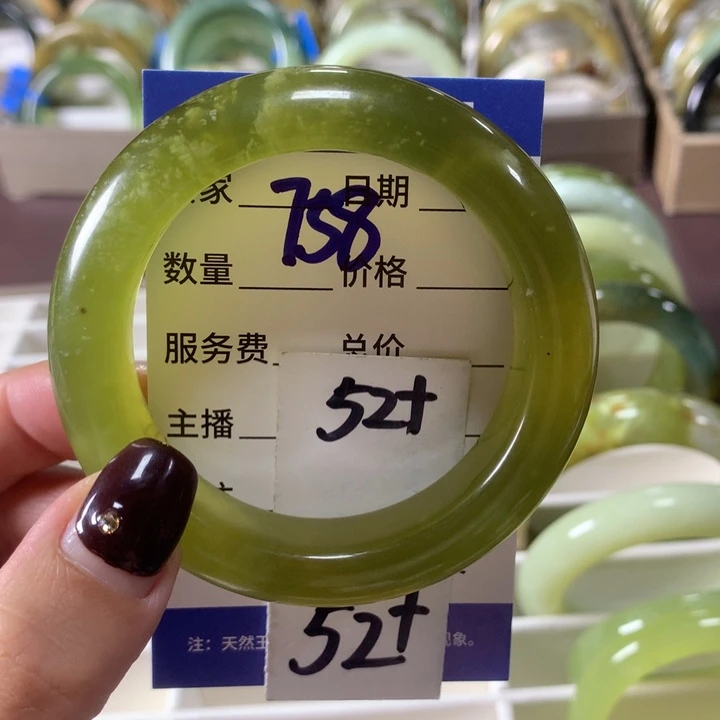 家 日期
758
数量 价格
服务费 总价
52+
主播
52+
注：天然玉 现象。